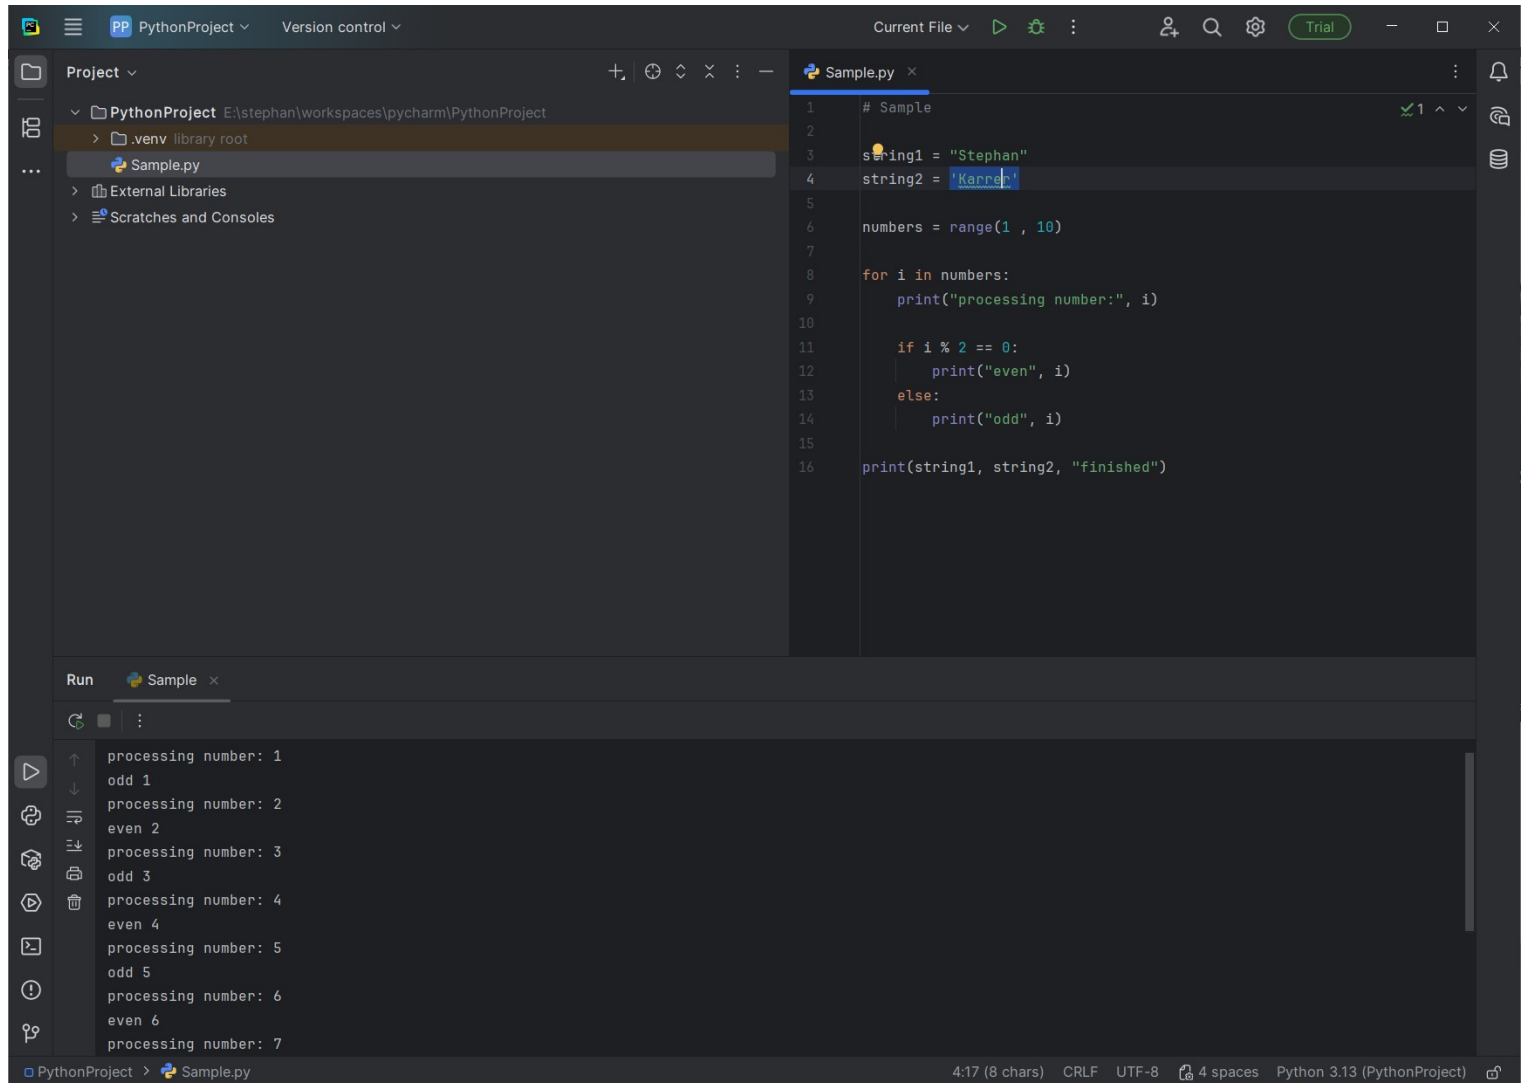 PC
PP PythonProject Version control Current File Trial
Project
Sample.py
PythonProject E:\stephan\workspaces\pycharm\PythonProject
.venv library root
Sample.py
External Libraries
Scratches and Consoles
1 # Sample
2
3 string1 = "Stephan"
4 string2 = 'Karrer'
5
6 numbers = range(1 , 10)
7
8 for i in numbers:
9 print("processing number:", i)
10
11 if i % 2 == 0:
12 print("even", i)
13 else:
14 print("odd", i)
15
16 print(string1, string2, "finished")
1
Run Sample
processing number: 1
odd 1
processing number: 2
even 2
processing number: 3
odd 3
processing number: 4
even 4
processing number: 5
odd 5
processing number: 6
even 6
processing number: 7
PythonProject > Sample.py 4:17 (8 chars) CRLF UTF-8 4 spaces Python 3.13 (PythonProject)